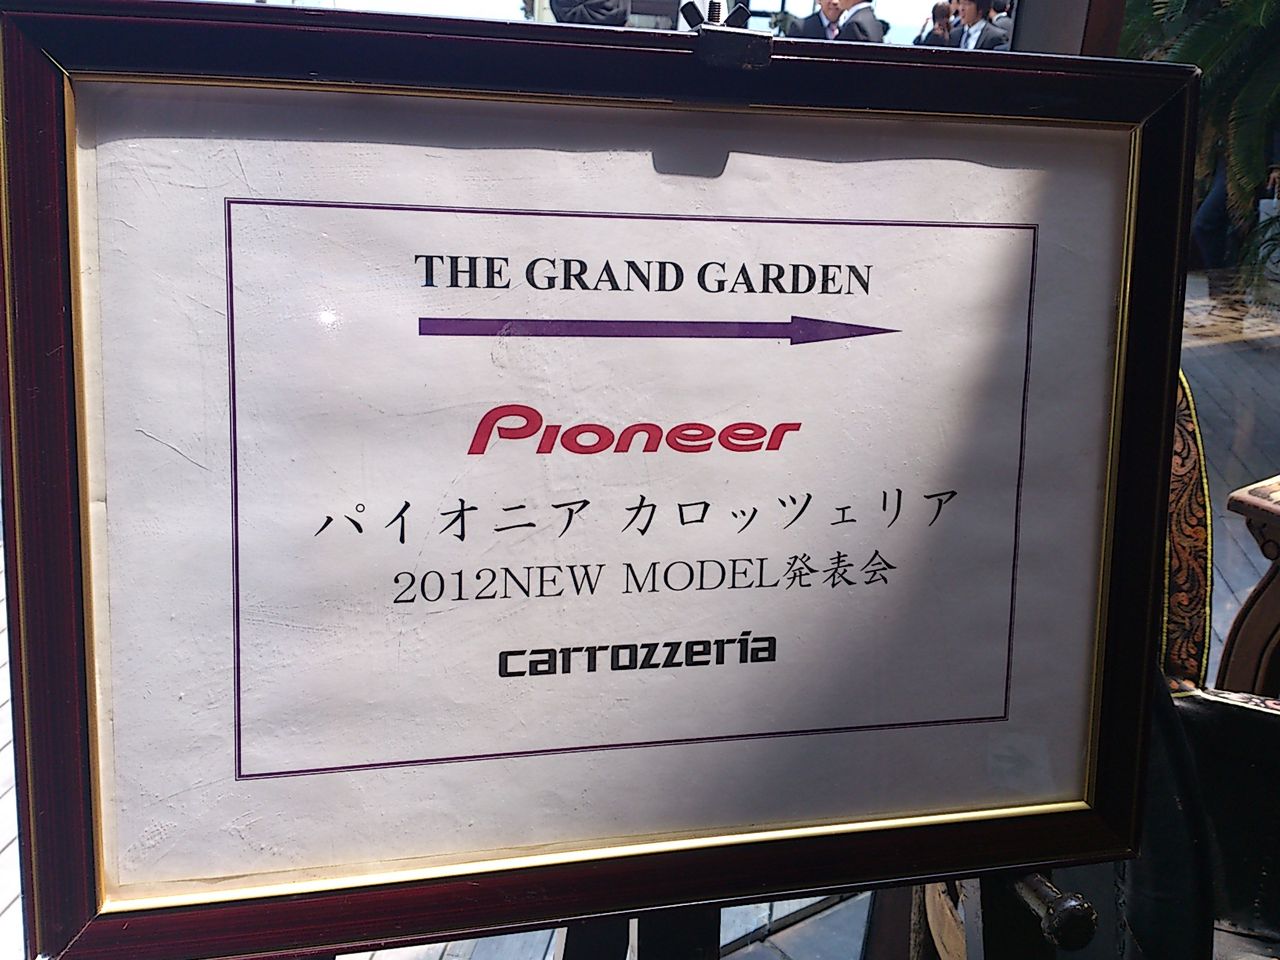 THE GRAND GARDEN
Pioneer
パイオニア カロッツェリア
2012NEW MODEL発表会
carrozzeria